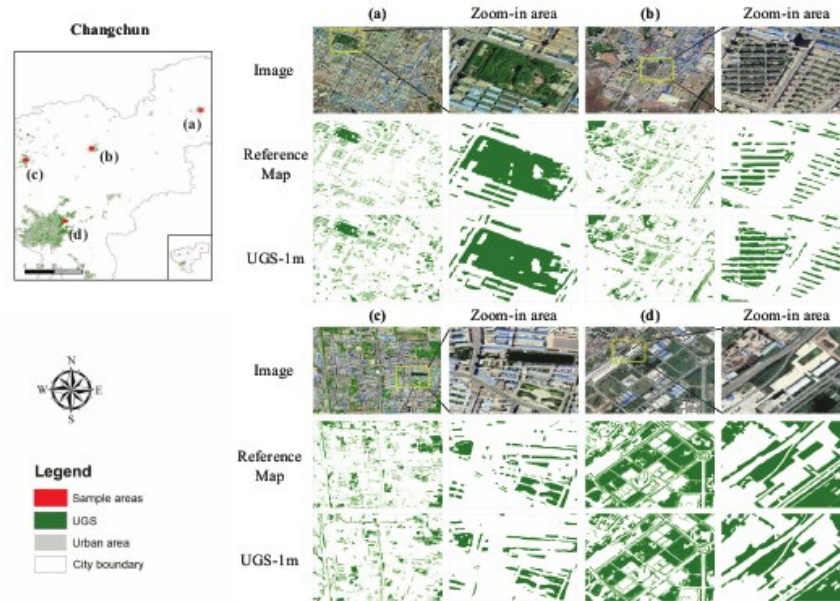 Changchun
(a)
(b)
(c)
(d)
N
W
E
S
Legend
Sample areas
UGS
Urban area
City boundary
(a) Zoom-in area (b) Zoom-in area
Image
Reference
Map
UGS-1m
(c) Zoom-in area (d) Zoom-in area
Image
Reference
Map
UGS-1m